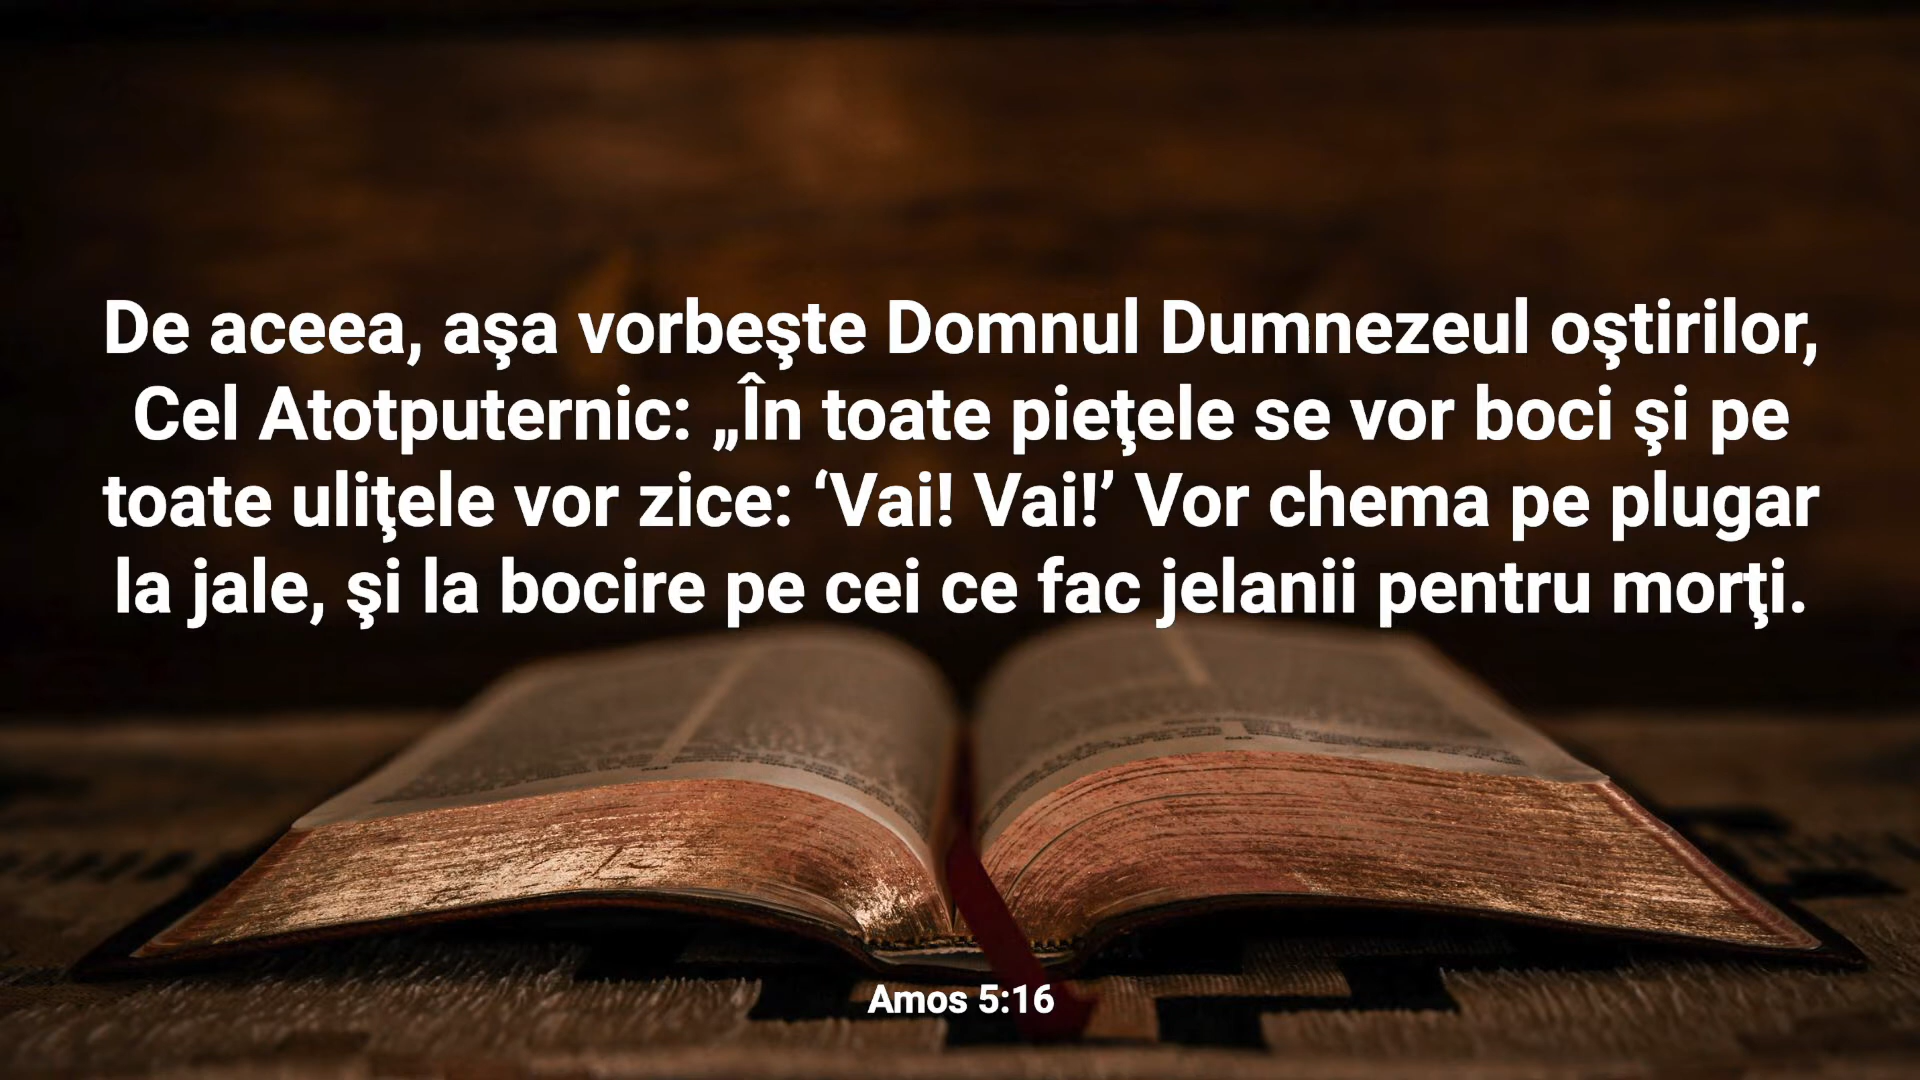 De aceea, aşa vorbeşte Domnul Dumnezeul oştirilor,
Cel Atotputernic: „În toate pieţele se vor boci şi pe
toate uliţele vor zice: ‘Vai! Vai!’ Vor chema pe plugar
la jale, şi la bocire pe cei ce fac jelanii pentru morţi.
Amos 5:16